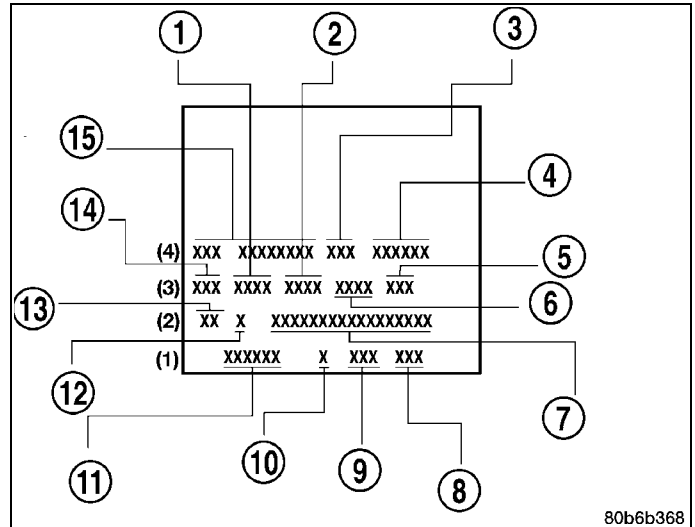 1 2 3
15
4
14
(4) XXX XXXXXXXX XXX XXXXXX
5
(3) XXX XXXX XXXX XXXX XXX
13 6
(2) XX X XXXXXXXXXXXXXXXXX
(1) XXXXXX X XXX XXX
12 7
11 10 9 8
80b6b368